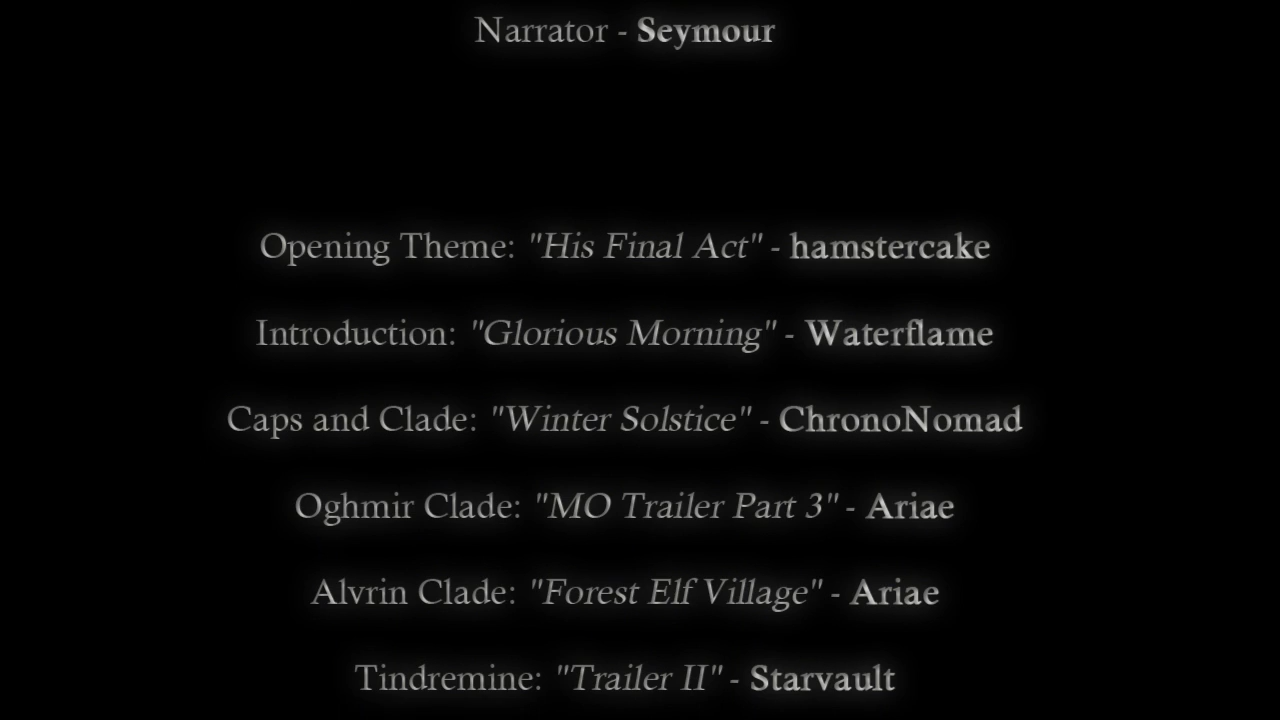 Narrator - Seymour
Opening Theme: "His Final Act" - hamstercake
Introduction: "Glorious Morning" - Waterflame
Caps and Clade: "Winter Solstice" - ChronoNomad
Oghmir Clade: "MO Trailer Part 3" - Ariae
Alvrin Clade: "Forest Elf Village" - Ariae
Tindremine: "Trailer II" - Starvault